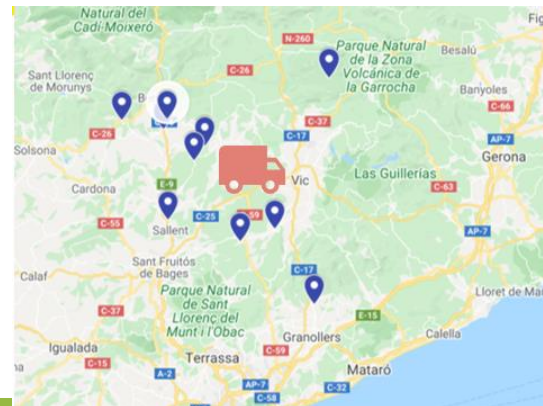 Natural del
Cadí-Moixeró
N-260
Parque Natural
de la Zona
Volcánica de
la Garrocha
Besalú
Fig
C-26
Sant Llorenç
de Morunys
B
Banyoles
C-66
C-26
C-37
C-17
AP-7
Solsona
Gerona
Cardona
E-9
Vic
Las Guillerías
C-63
C-55
C-25
C-59
Sallent
AP-7
Sant Fruitós
de Bages
Calaf
C-17
Parque Natural
de Sant
Llorenç del
Munt i l'Obac
Lloret de Mar
C-37
E-15
Igualada
Granollers
Calella
C-15
Terrassa
C-59
A-2
Mataró
AP-7
C-32
C-58